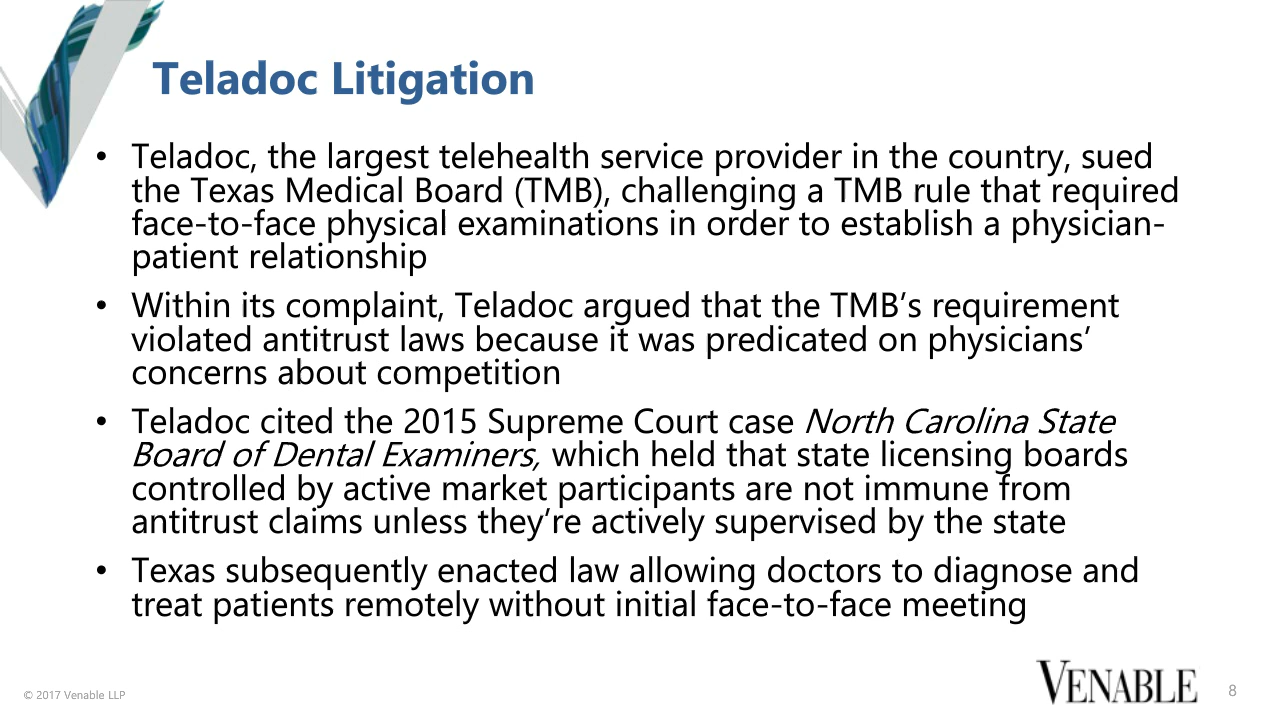 Teladoc Litigation
• Teladoc, the largest telehealth service provider in the country, sued
the Texas Medical Board (TMB), challenging a TMB rule that required
face-to-face physical examinations in order to establish a physician-
patient relationship
• Within its complaint, Teladoc argued that the TMB’s requirement
violated antitrust laws because it was predicated on physicians’
concerns about competition
• Teladoc cited the 2015 Supreme Court case North Carolina State
Board of Dental Examiners, which held that state licensing boards
controlled by active market participants are not immune from
antitrust claims unless they’re actively supervised by the state
• Texas subsequently enacted law allowing doctors to diagnose and
treat patients remotely without initial face-to-face meeting
© 2017 Venable LLP
VENABLE
8